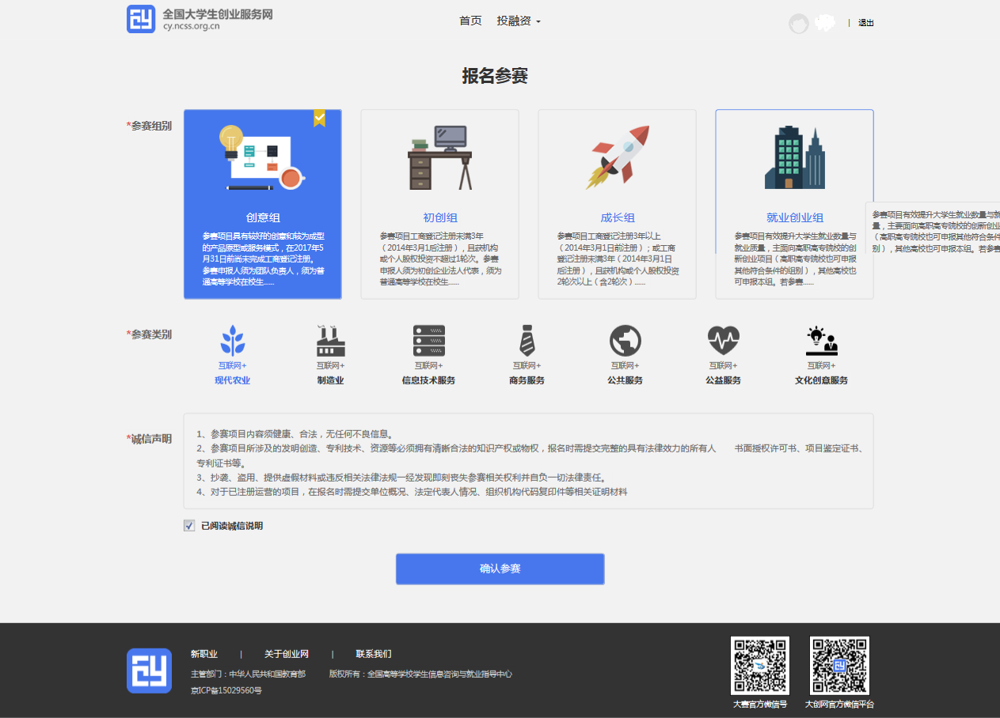 全国大学生创业服务网
cy.ncss.org.cn
首页 投融资
| 退出
报名参赛
*参赛组别
创意组
参赛项目具有较好的创意和较为成型
的产品原型或服务模式，在2017年5
月31日前尚未完成工商登记注册。
参赛申报人须为团队负责人，须为普
通高等学校在校生......
初创组
参赛项目工商登记注册未满3年
（2014年3月1后注册），且获机构
或个人股权投资不超过1轮次。参赛
申报人须为初创企业法人代表，须为
普通高等学校在校生......
成长组
参赛项目工商登记注册3年以上
（2014年3月1日前注册）；或工商
登记注册未满3年（2014年3月1日
后注册），且获机构或个人股权投资
2轮次以上（含2轮次）......
就业创业组
参赛项目有效提升大学生就业数量与
就业质量，主面向高职高专院校的创
新创业项目（高职高专院校也可申报
其他符合条件的组别），其他高校也
可申报本组。若参赛......
参赛项目有效提升大学生就业数量与就
量，主要面向高职高专院校的创新创业
（高职高专院校也可申报其他符合条件
别），其他高校也可申报本组。若参赛
*参赛类别
互联网+
现代农业
互联网+
制造业
互联网+
信息技术服务
互联网+
商务服务
互联网+
公共服务
互联网+
公益服务
互联网+
文化创意服务
*诚信声明
1、参赛项目内容须健康、合法，无任何不良信息。
2、参赛项目所涉及的发明创造、专利技术、资源等必须拥有清晰合法的知识产权或物权，报名时需提交完整的具有法律效力的所有人 书面授权许可书、项目鉴定证书、
专利证书等。
3、抄袭、盗用、提供虚假材料或违反相关法律法规一经发现即刻丧失参赛相关权利并自负一切法律责任。
4、对于已注册运营的项目，在报名时需提交单位概况、法定代表人情况、组织机构代码复印件等相关证明材料
已阅读诚信说明
确认参赛
新职业 | 关于创业网 | 联系我们
主管部门：中华人民共和国教育部 版权所有：全国高等学校学生信息咨询与就业指导中心
京ICP备15029560号
大赛官方微信号
大创网官方微信平台